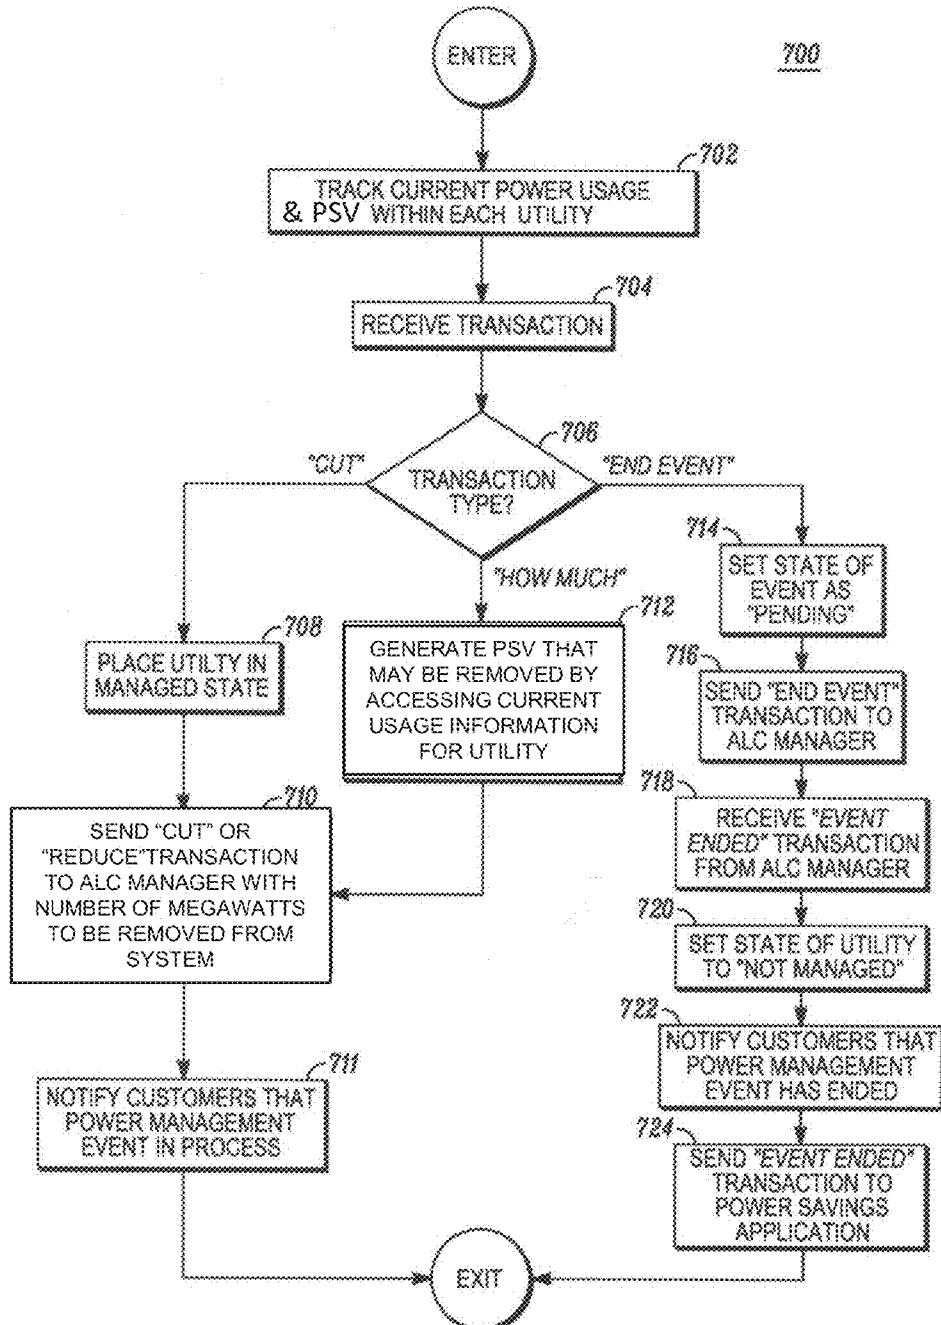 ENTER
700
702
TRACK CURRENT POWER USAGE
& PSV WITHIN EACH UTILITY
704
RECEIVE TRANSACTION
706
"CUT"
TRANSACTION
TYPE?
"END EVENT"
"HOW MUCH"
708
PLACE UTILTY IN
MANAGED STATE
712
GENERATE PSV THAT
MAY BE REMOVED BY
ACCESSING CURRENT
USAGE INFORMATION
FOR UTILITY
710
SEND "CUT" OR
"REDUCE"TRANSACTION
TO ALC MANAGER WITH
NUMBER OF MEGAWATTS
TO BE REMOVED FROM
SYSTEM
711
NOTIFY CUSTOMERS THAT
POWER MANAGEMENT
EVENT IN PROCESS
714
SET STATE OF
EVENT AS
"PENDING"
716
SEND "END EVENT"
TRANSACTION TO
ALC MANAGER
718
RECEIVE "EVENT
ENDED" TRANSACTION
FROM ALC MANAGER
720
SET STATE OF UTILITY
TO "NOT MANAGED"
722
NOTIFY CUSTOMERS THAT
POWER MANAGEMENT
EVENT HAS ENDED
724
SEND "EVENT ENDED"
TRANSACTION TO
POWER SAVINGS
APPLICATION
EXIT